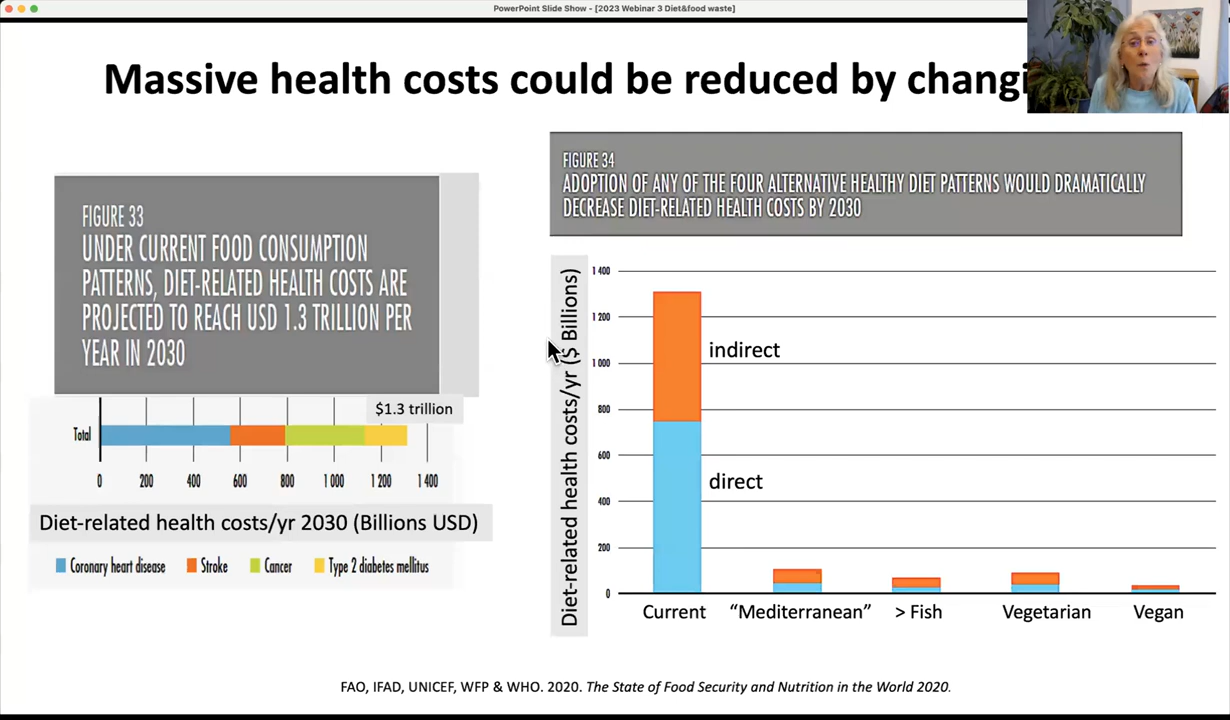 PowerPoint Slide Show - [2023 Webinar 3 Diet&food waste]
Massive health costs could be reduced by
FIGURE 33
UNDER CURRENT FOOD CONSUMPTION
PATTERNS, DIET-RELATED HEALTH COSTS ARE
PROJECTED TO REACH USD 1.3 TRILLION PER
YEAR IN 2030
$1.3 trillion
Total
0 200 400 600 800 1 000 1 200 1 400
Diet-related health costs/yr 2030 (Billions USD)
Coronary heart disease Stroke Cancer Type 2 diabetes mellitus
FIGURE 34
ADOPTION OF ANY OF THE FOUR ALTERNATIVE HEALTHY DIET PATTERNS WOULD DRAMATICALLY
DECREASE DIET-RELATED HEALTH COSTS BY 2030
Diet-related health costs/yr ($ Billions)
1 400
1 200
1 000
800
600
400
200
0
indirect
direct
Current "Mediterranean" > Fish Vegetarian Vegan
FAO, IFAD, UNICEF, WFP & WHO. 2020. The State of Food Security and Nutrition in the World 2020.